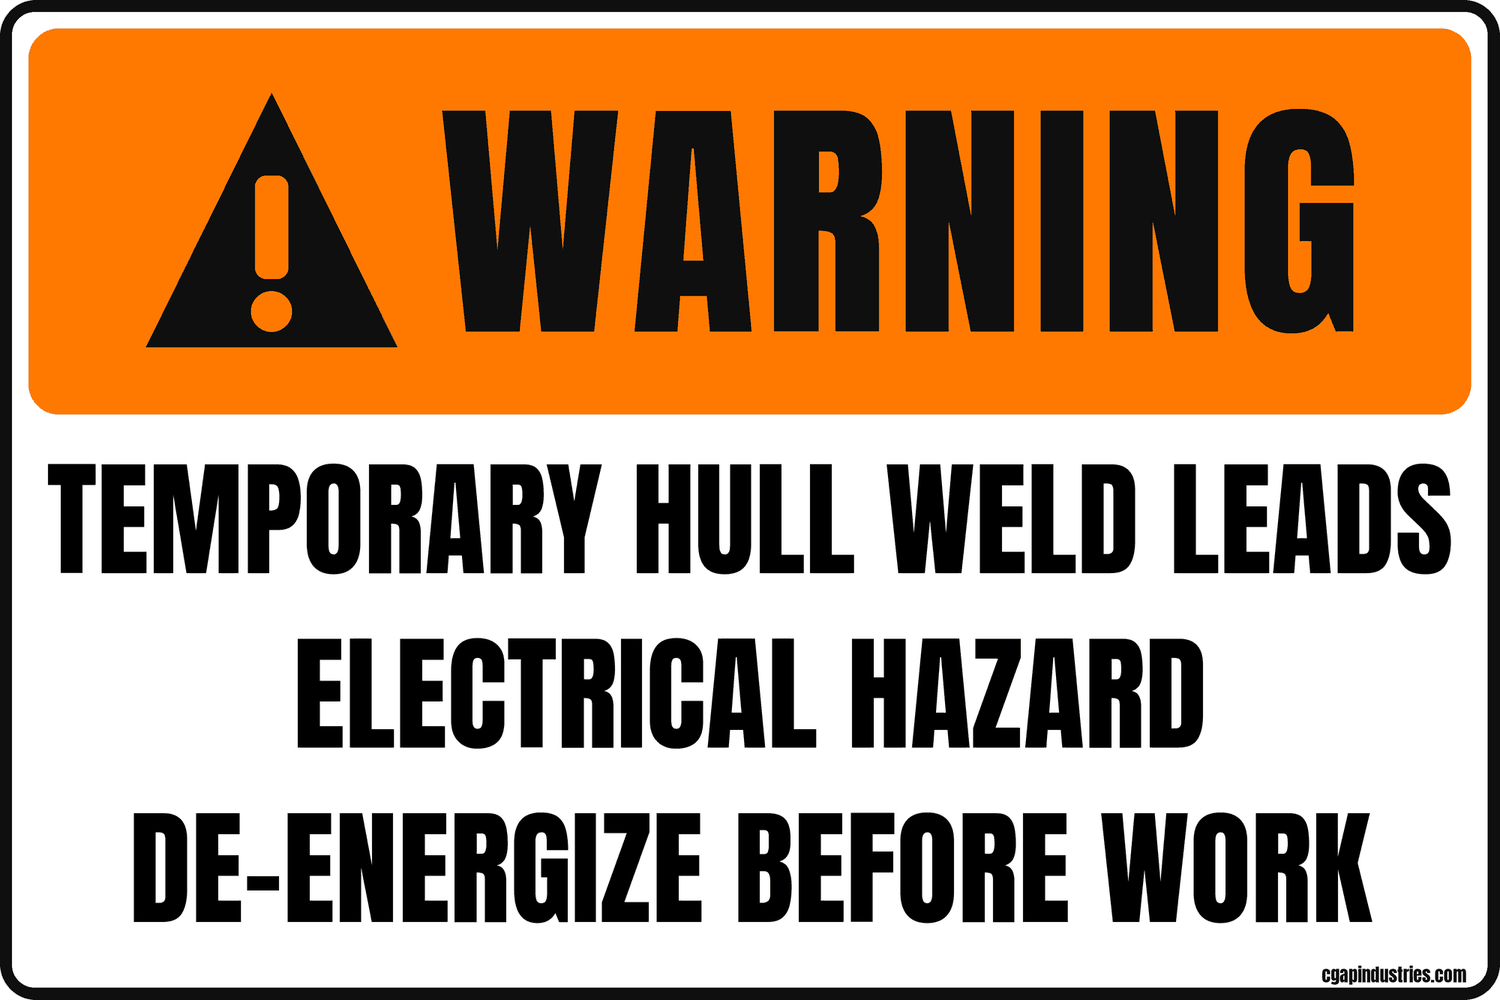 WARNING
TEMPORARY HULL WELD LEADS
ELECTRICAL HAZARD
DE-ENERGIZE BEFORE WORK
cgapindustries.com